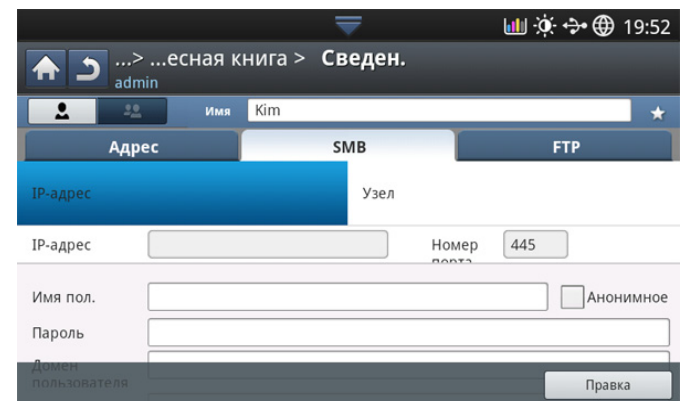 19:52
...> ...есная книга > Сведен.
admin
Имя Kim
Адрес SMB FTP
IP-адрес Узел
IP-адрес Номер порта 445
Имя пол. Анонимное
Пароль
Домен
пользователя
Правка